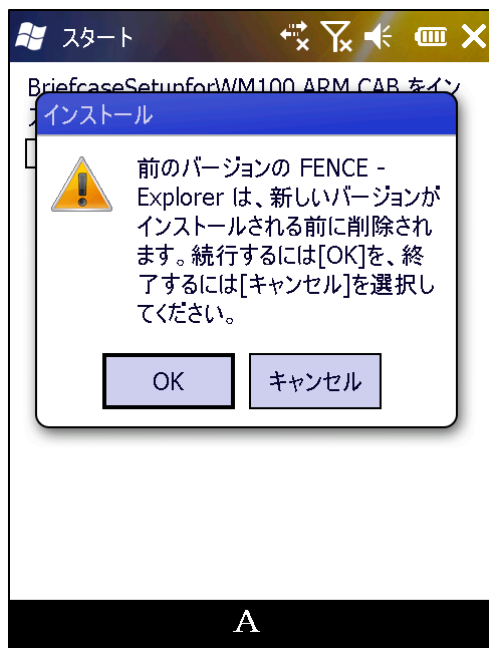 スタート
BriefcaseSetupforWM100 ARM CAB をイン
インストール
前のバージョンの FENCE -
Explorer は、新しいバージョンが
インストールされる前に削除され
ます。続行するには[OK]を、終
了するには[キャンセル]を選択し
てください。
OK
キャンセル
A